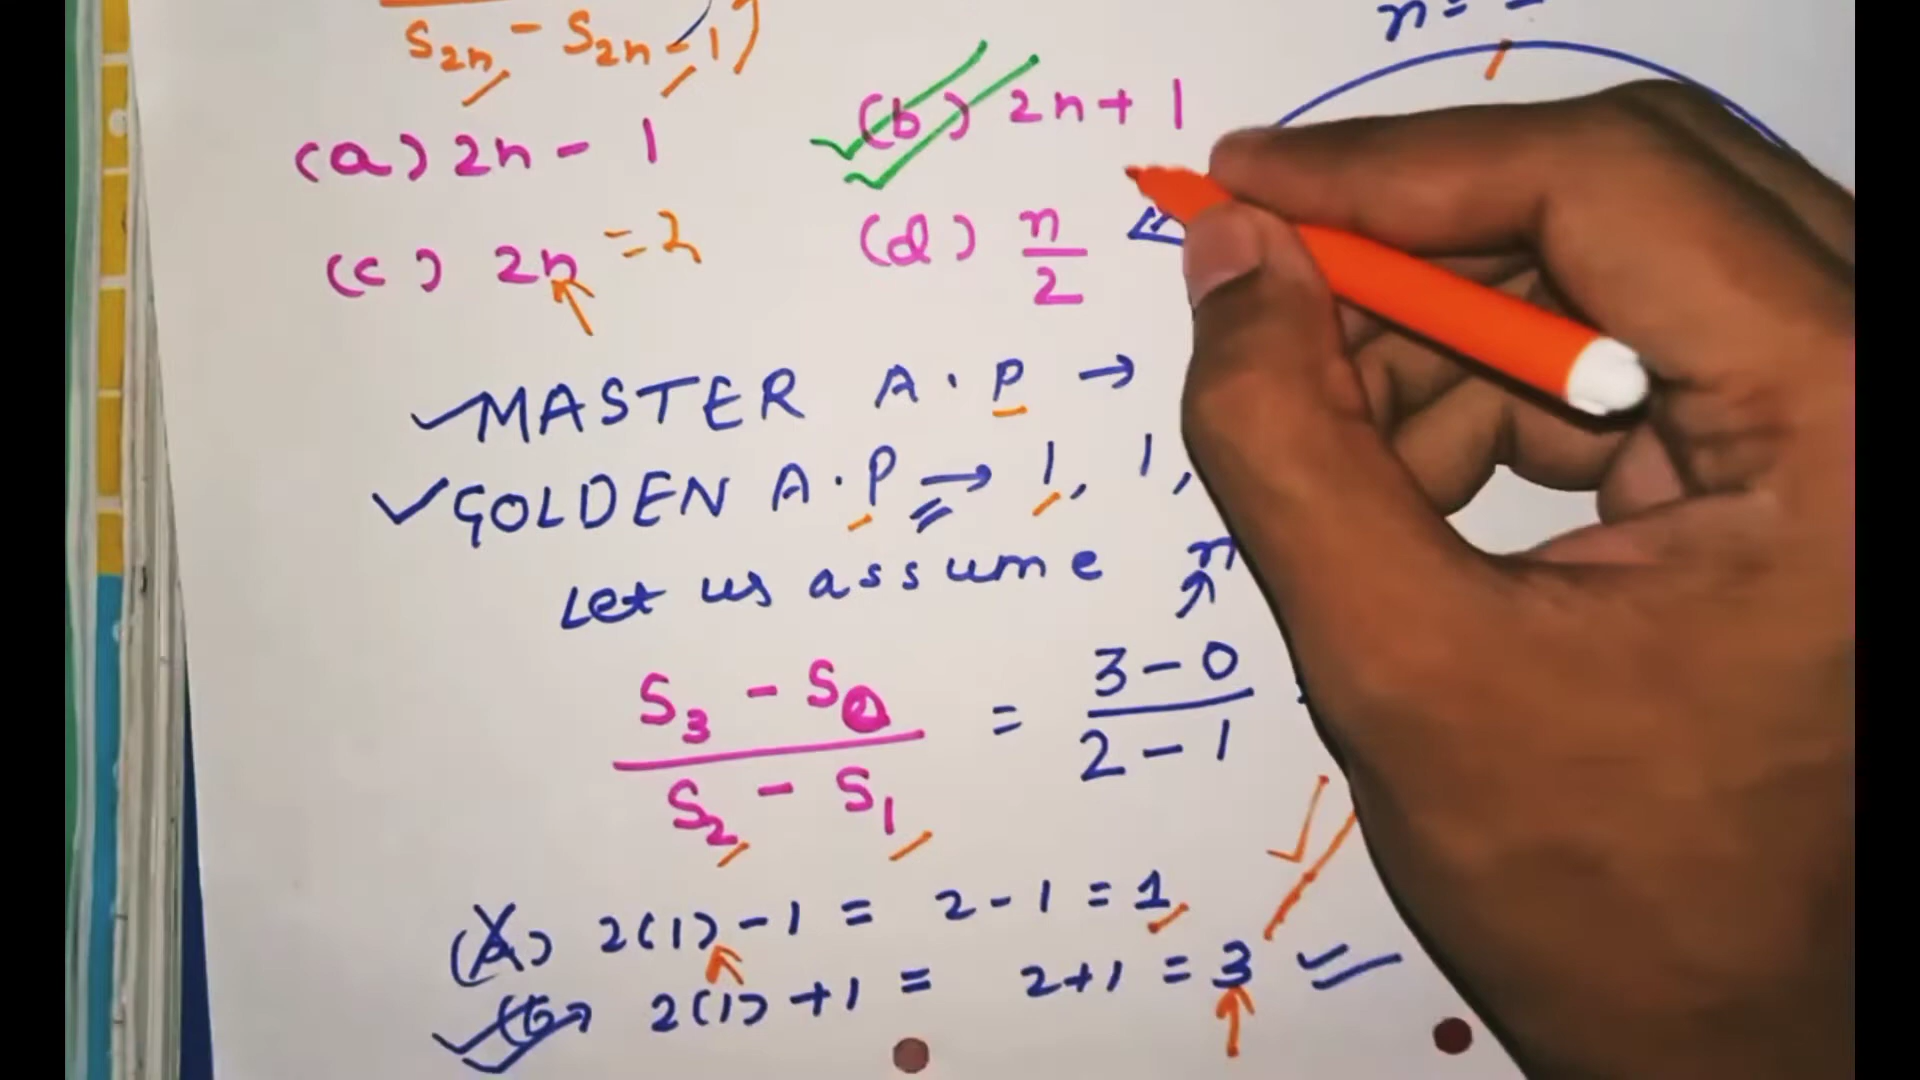 n =
S₂ₙ - S₂ₙ - 1)
(a) 2n - 1
(b) 2n + 1
(c) 2n = 2
(d) n/2
MASTER A.P →
GOLDEN A.P → 1, 1,
Let us assume n
S₃ - S₀ / S₂ - S₁ = 3 - 0 / 2 - 1
(a) 2(1) - 1 = 2 - 1 = 1
(b) 2(1) + 1 = 2 + 1 = 3